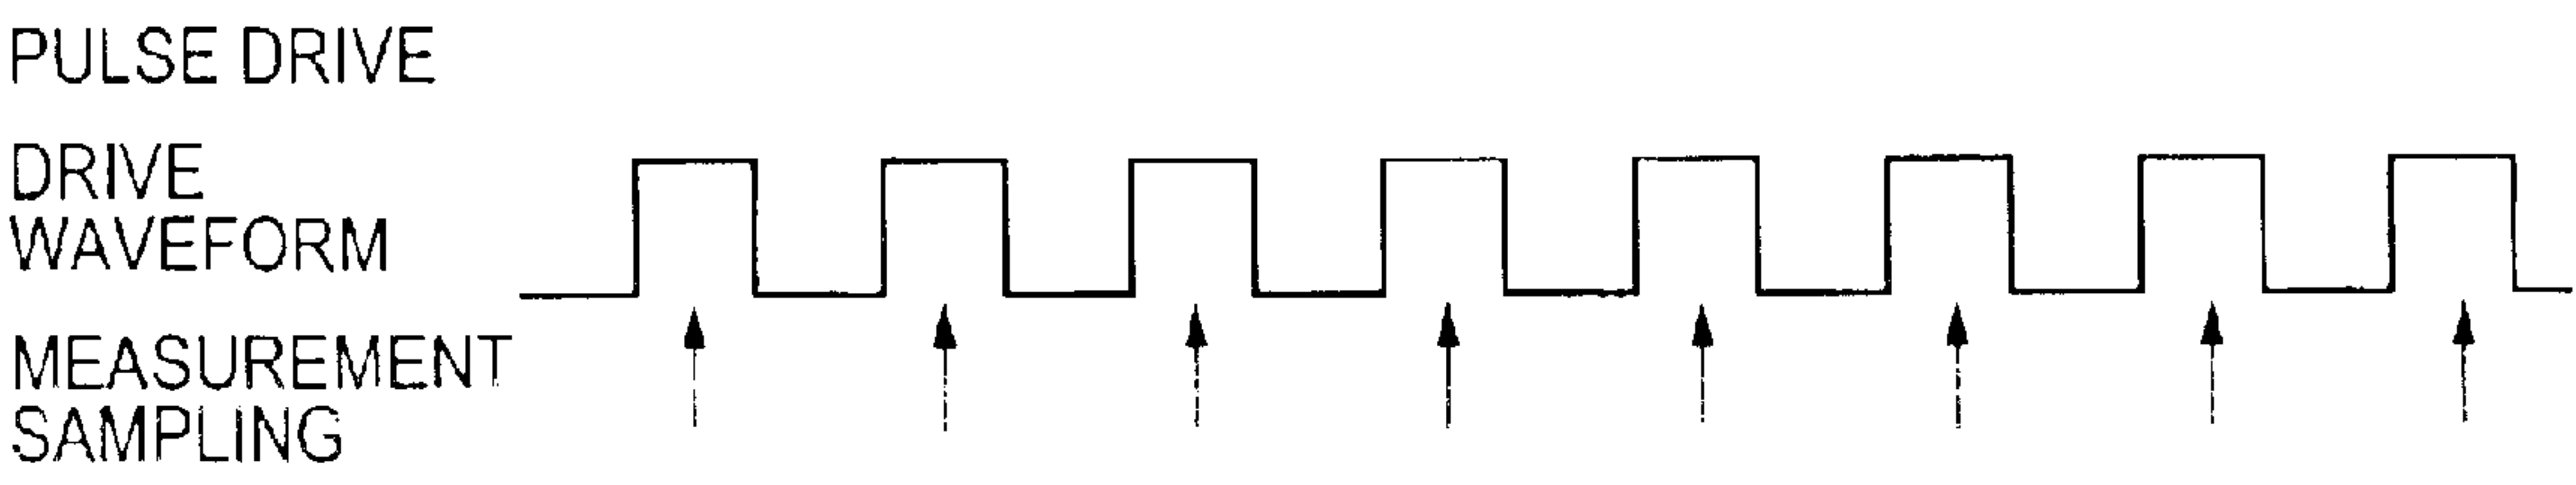 PULSE DRIVE
DRIVE
WAVEFORM
MEASUREMENT
SAMPLING